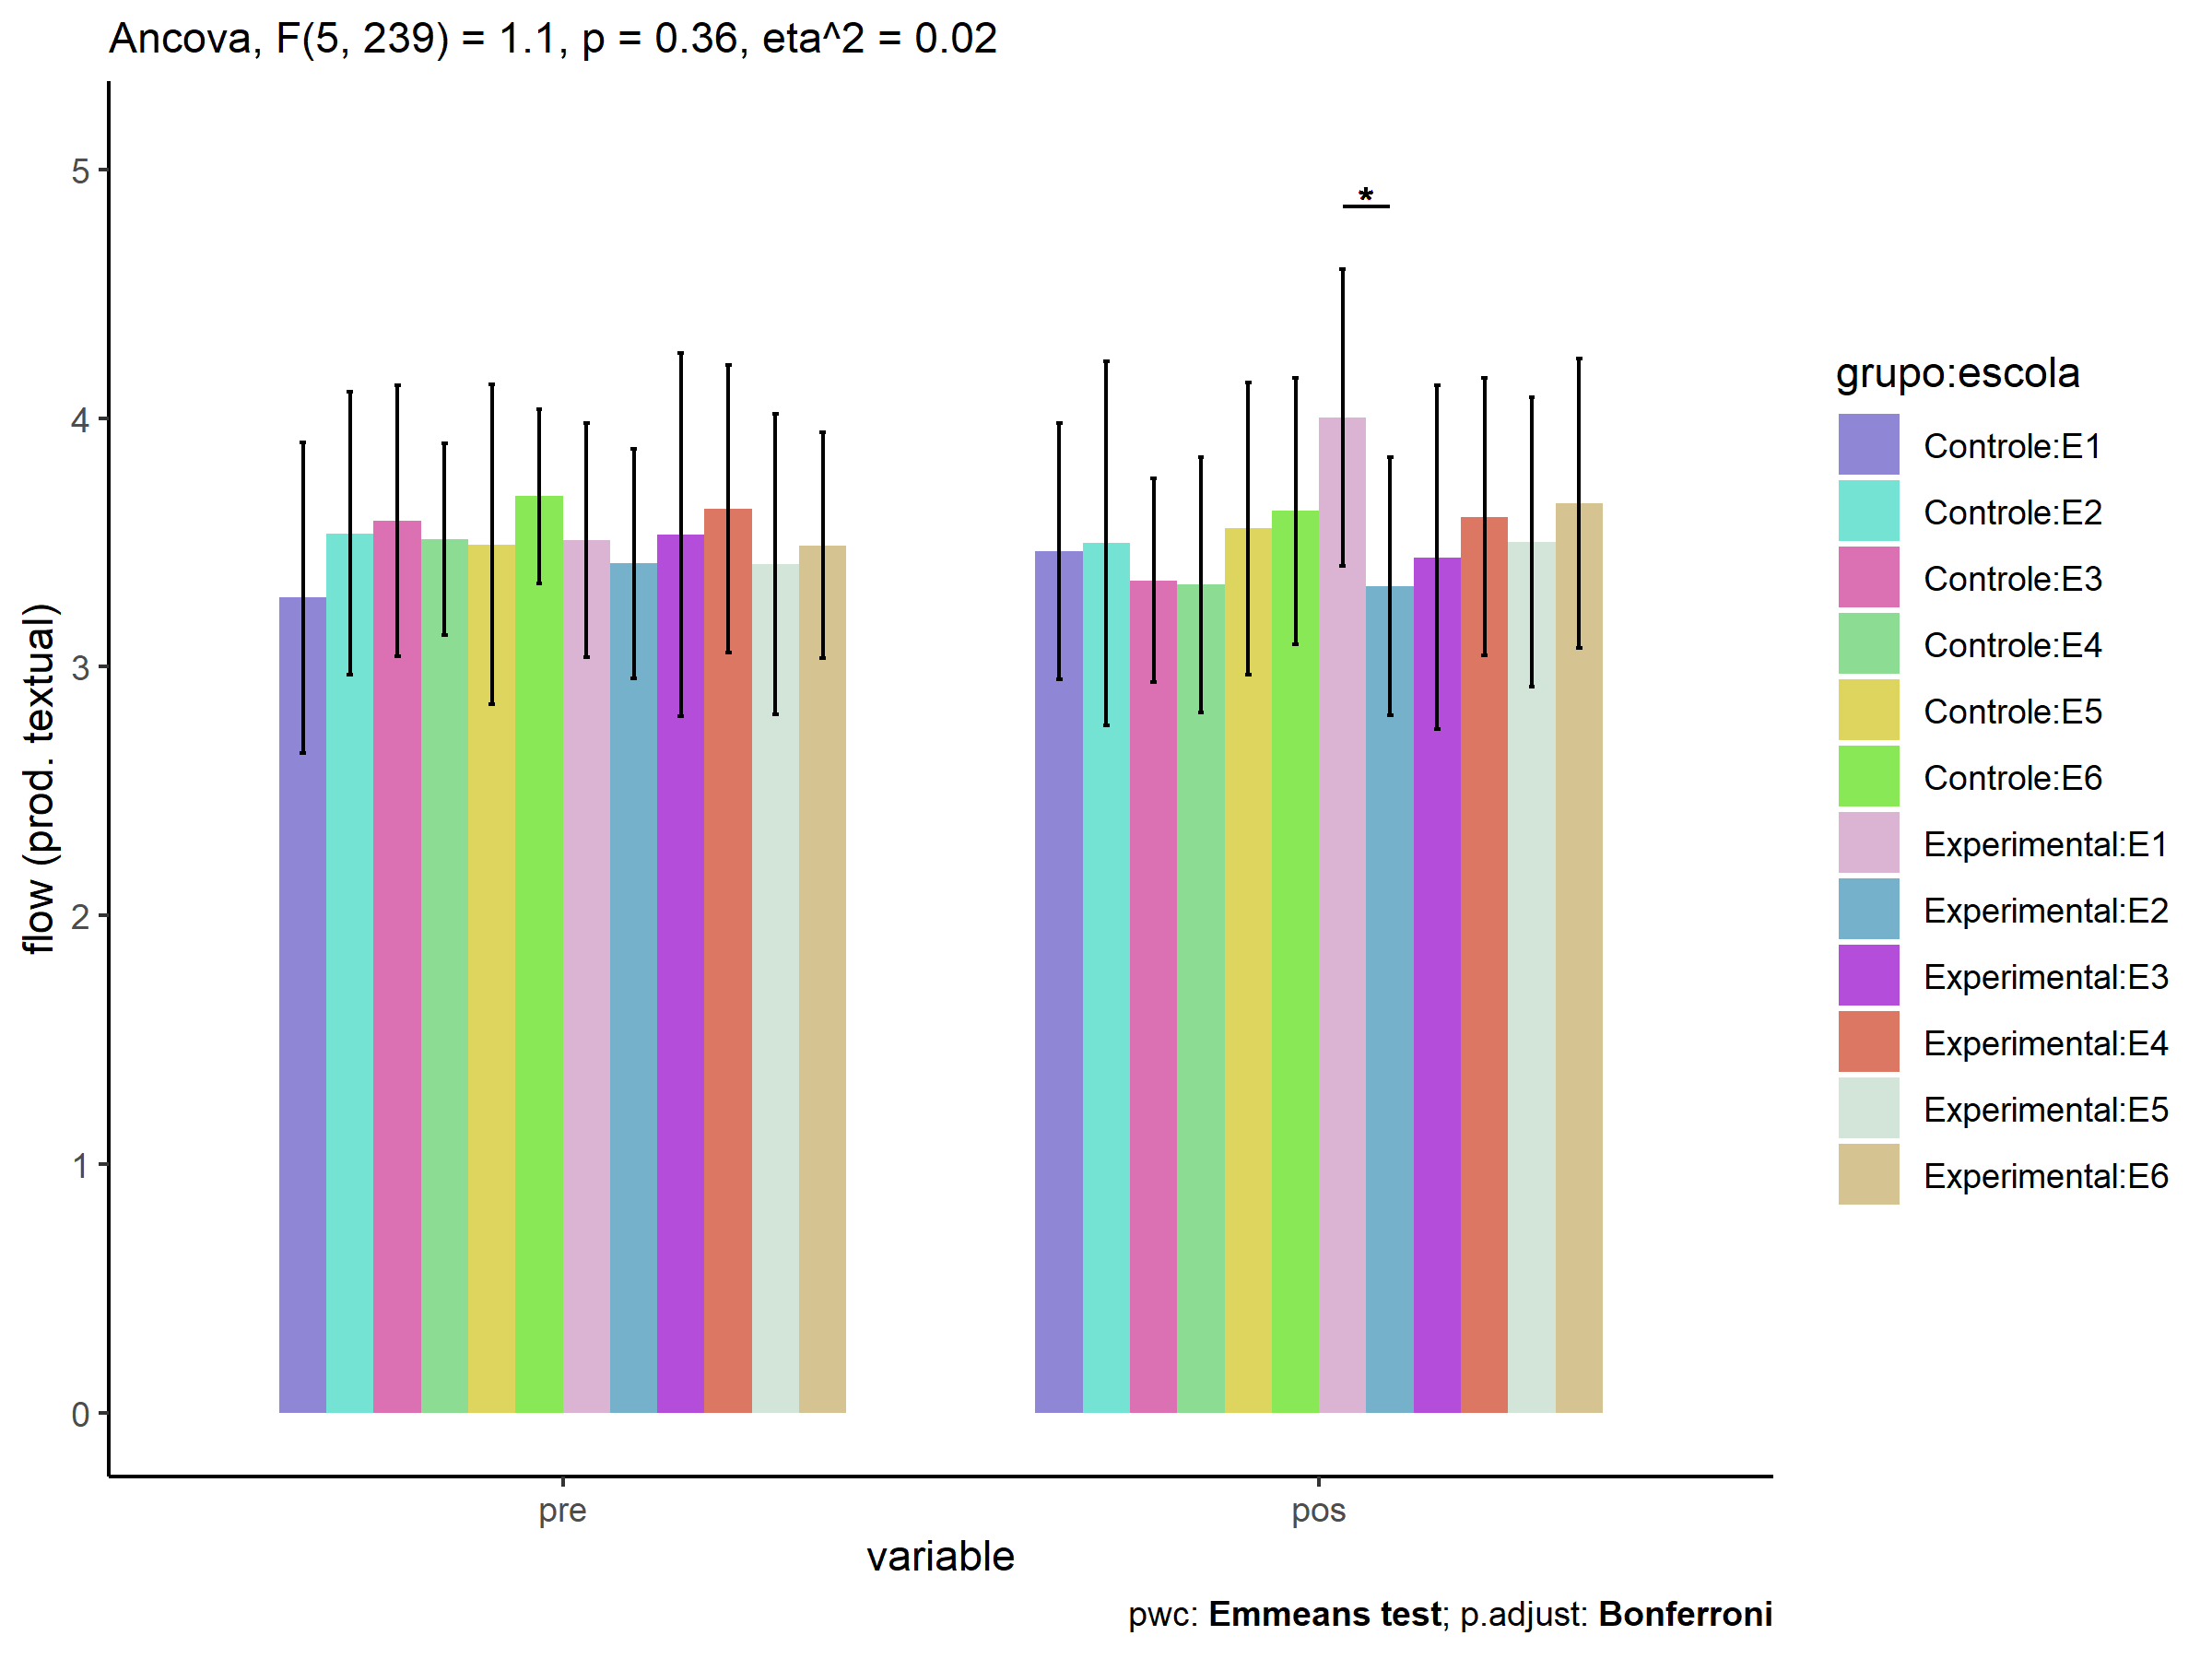 Ancova, F(5, 239) = 1.1, p = 0.36, eta^2 = 0.02
flow (prod. textual)
5
4
3
2
1
0
*
pre
pos
variable
grupo:escola
Controle:E1
Controle:E2
Controle:E3
Controle:E4
Controle:E5
Controle:E6
Experimental:E1
Experimental:E2
Experimental:E3
Experimental:E4
Experimental:E5
Experimental:E6
pwc: Emmeans test; p.adjust: Bonferroni